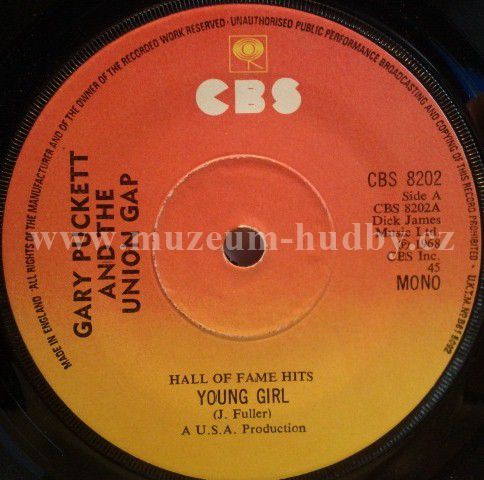 MADE IN ENGLAND · ALL RIGHTS OF THE MANUFACTURER AND OF THE OWNER OF THE RECORDED WORK RESERVED · UNAUTHORISED PUBLIC PERFORMANCE BROADCASTING AND COPYING OF THIS RECORD PROHIBITED ·
CBS
GARY PUCKETT
AND THE
UNION GAP
CBS 8202
Side A
CBS 8202A
Dick James
Music Ltd.
℗ 1968
CBS Inc.
45
MONO
www.muzeum-hudby.cz
HALL OF FAME HITS
YOUNG GIRL
(J. Fuller)
A U.S.A. Production